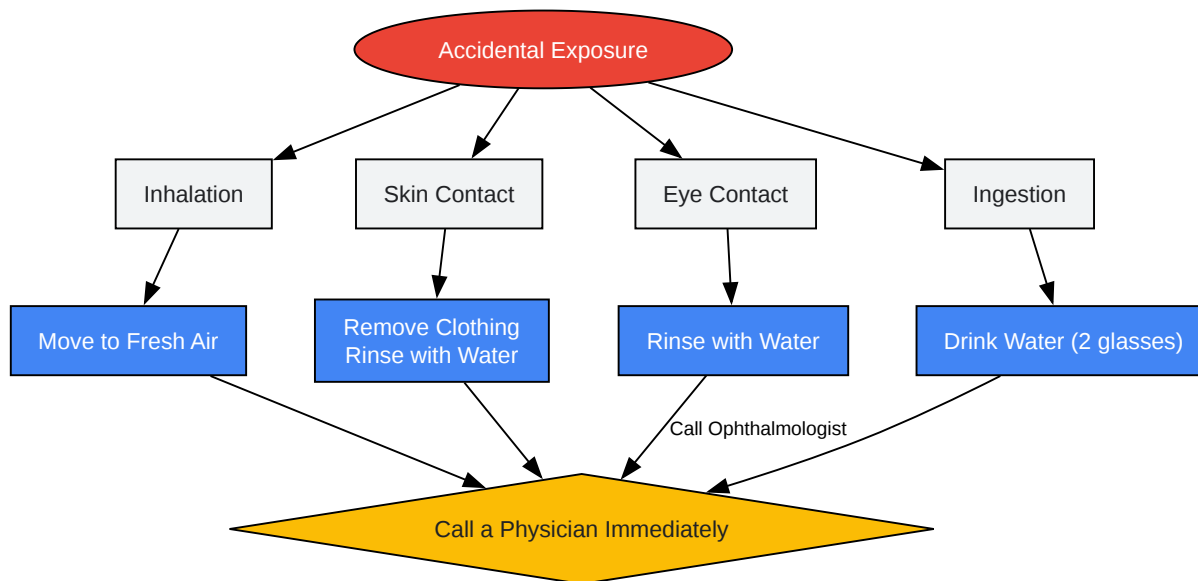 Accidental Exposure
Inhalation
Skin Contact
Eye Contact
Ingestion
Move to Fresh Air
Remove Clothing
Rinse with Water
Rinse with Water
Drink Water (2 glasses)
Call Ophthalmologist
Call a Physician Immediately